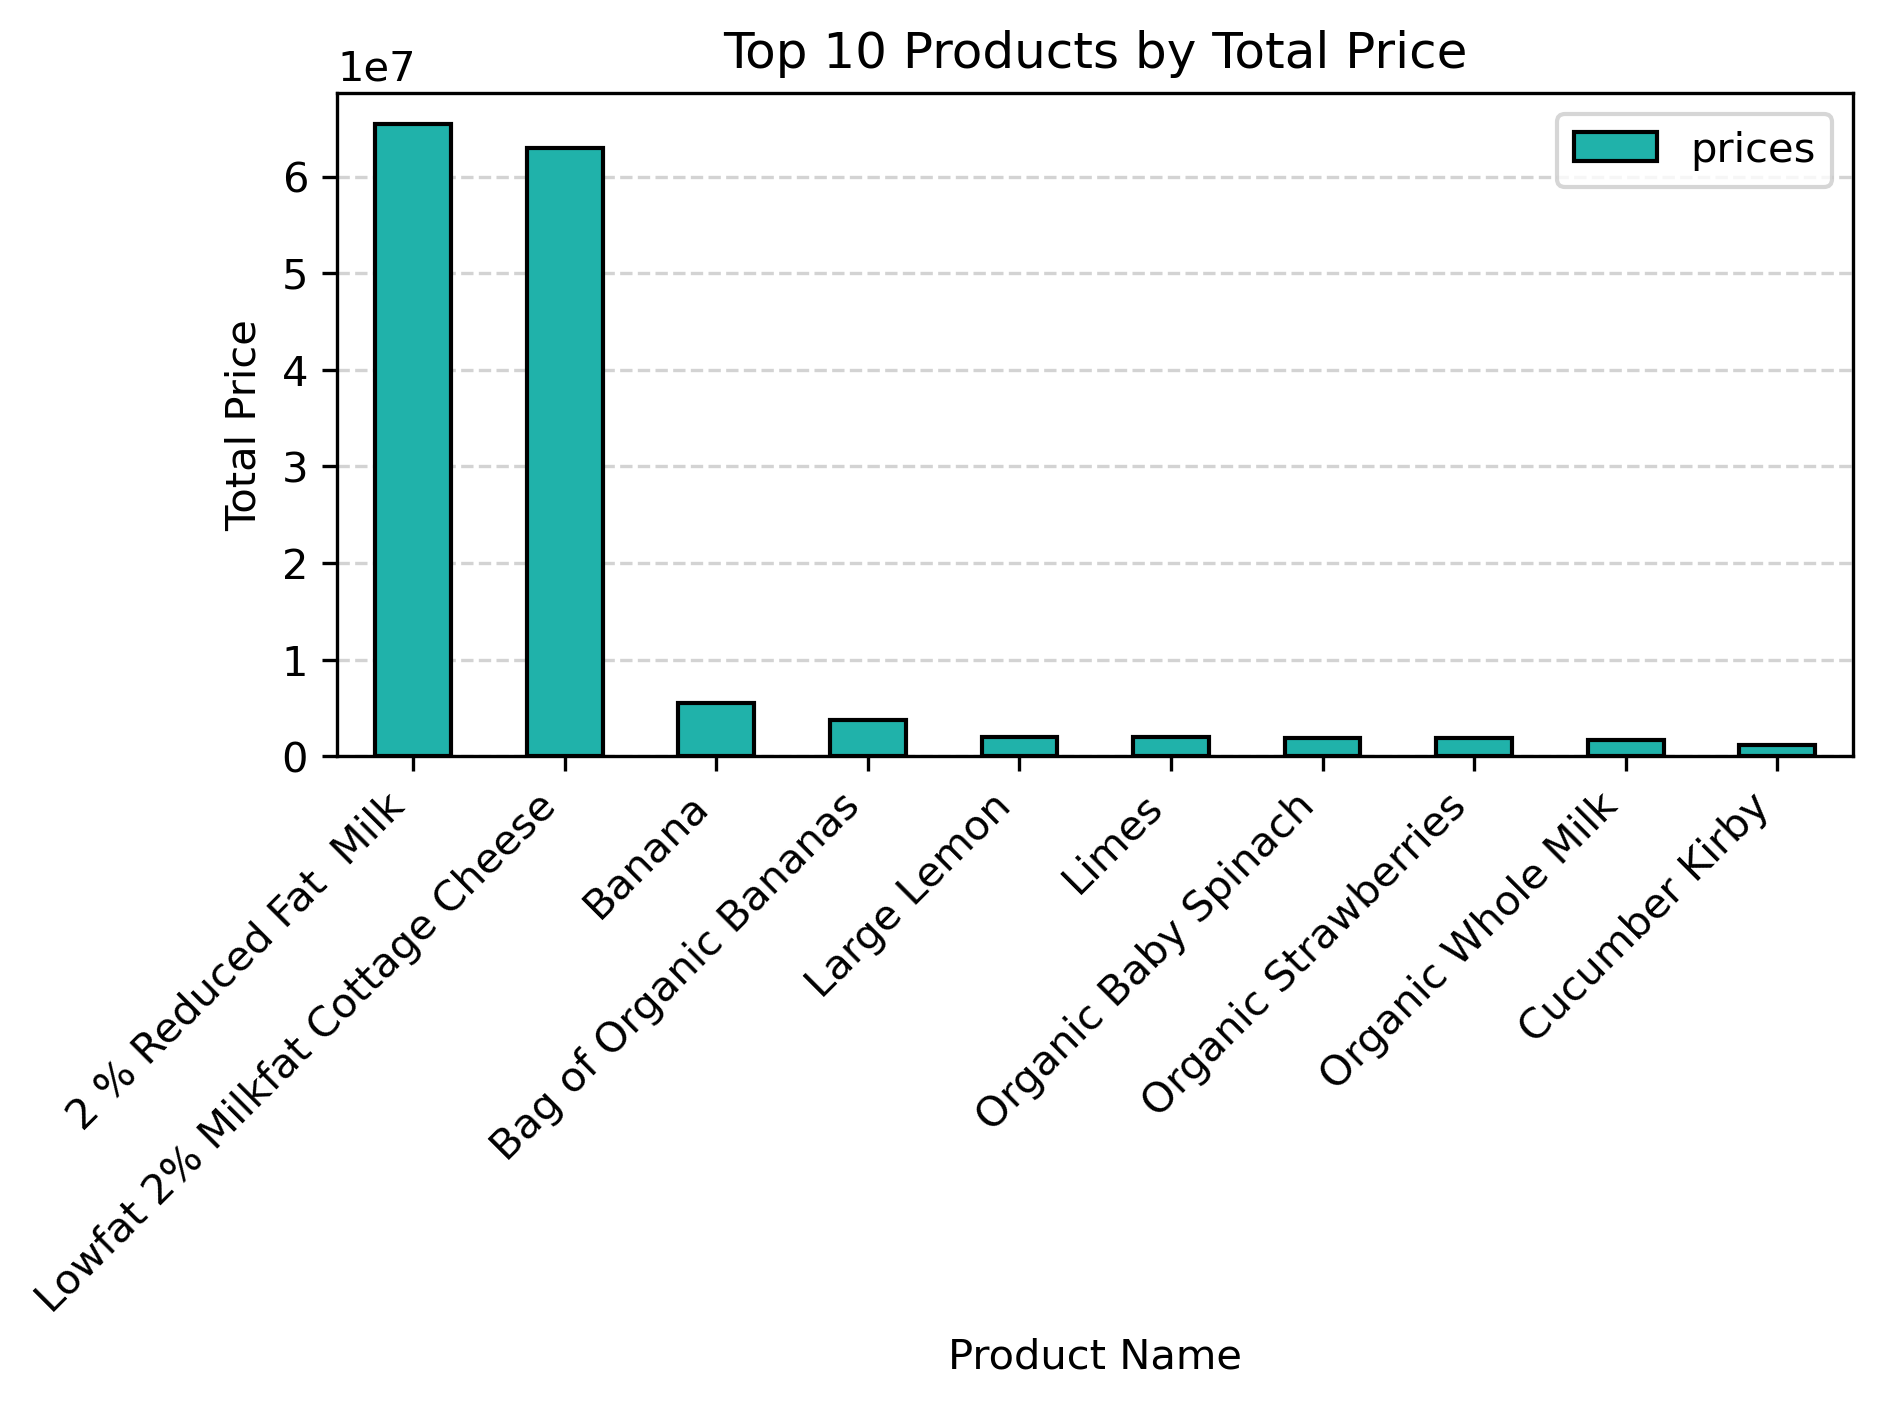 Top 10 Products by Total Price
1e7
prices
6
5
4
3
2
1
0
Total Price
2 % Reduced Fat  Milk
Lowfat 2% Milkfat Cottage Cheese
Banana
Bag of Organic Bananas
Large Lemon
Limes
Organic Baby Spinach
Organic Strawberries
Organic Whole Milk
Cucumber Kirby
Product Name